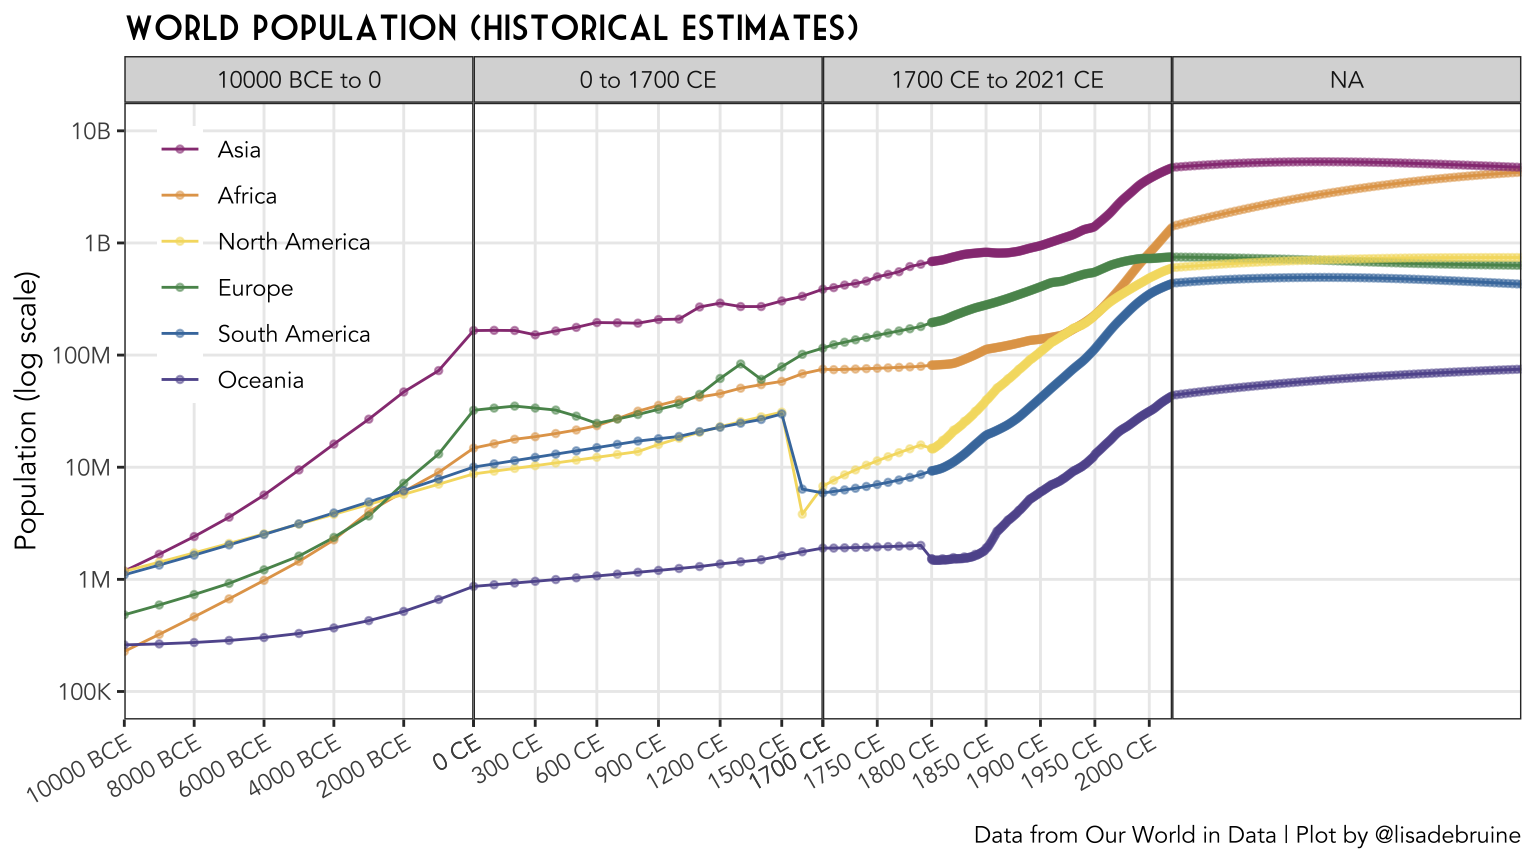 WORLD POPULATION (HISTORICAL ESTIMATES)
10000 BCE to 0
0 to 1700 CE
1700 CE to 2021 CE
NA
Population (log scale)
10B
1B
100M
10M
1M
100K
Asia
Africa
North America
Europe
South America
Oceania
10000 BCE
8000 BCE
6000 BCE
4000 BCE
2000 BCE
0 CE
300 CE
600 CE
900 CE
1200 CE
1500 CE
1700 CE
1750 CE
1800 CE
1850 CE
1900 CE
1950 CE
2000 CE
Data from Our World in Data | Plot by @lisadebruine